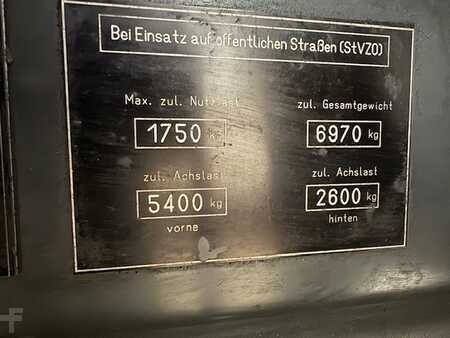 Bei Einsatz auf öffentlichen Straßen (StVZO)
Max. zul. Nutzlast
1750 kg
zul. Gesamtgewicht
6970 kg
zul. Achslast
5400 kg
vorne
zul. Achslast
2600 kg
hinten